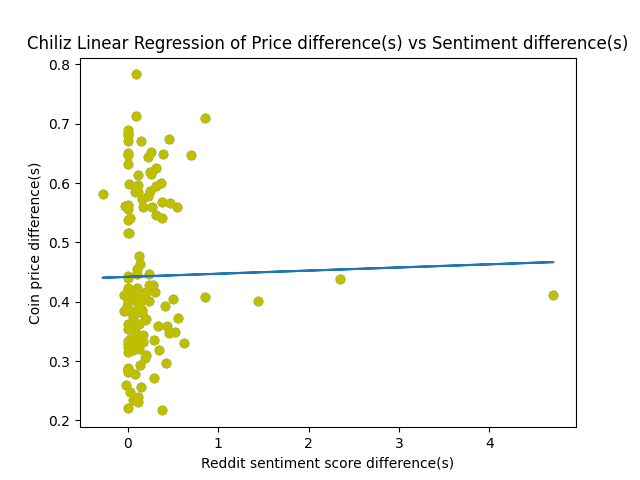 Chiliz Linear Regression of Price difference(s) vs Sentiment difference(s)
0.8
0.7
0.6
0.5
0.4
0.3
0.2
Coin price difference(s)
0 1 2 3 4
Reddit sentiment score difference(s)